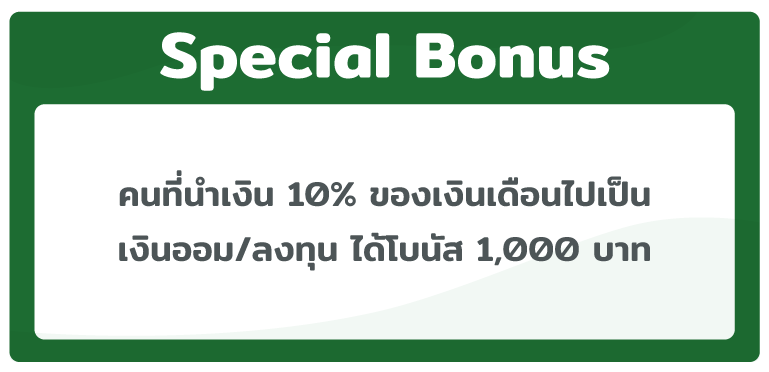 Special Bonus
คนที่นำเงิน 10% ของเงินเดือนไปเป็น
เงินออม/ลงทุน ได้โบนัส 1,000 บาท